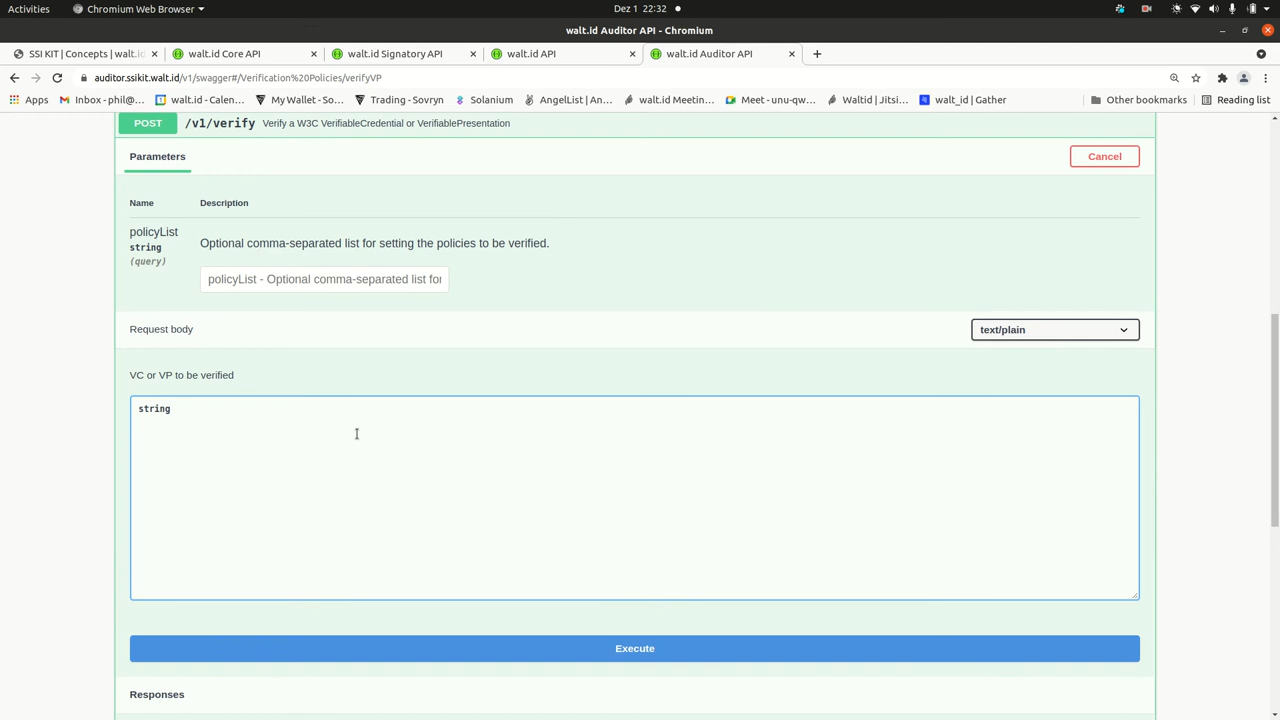 Activities
Chromium Web Browser
Dez 1 22:32
walt.id Auditor API - Chromium
SSI KIT | Concepts | walt.id
walt.id Core API
walt.id Signatory API
walt.id API
walt.id Auditor API
auditor.ssikit.walt.id/v1/swagger#/Verification%20Policies/verifyVP
Apps
Inbox - phil@...
walt.id - Calen...
My Wallet - So...
Trading - Sovryn
Solanium
AngelList | An...
walt.id Meetin...
Meet - unu-qw...
Waltid | Jitsi...
walt_id | Gather
Other bookmarks
Reading list
POST /v1/verify Verify a W3C VerifiableCredential or VerifiablePresentation
Parameters
Cancel
Name Description
policyList
string
(query)
Optional comma-separated list for setting the policies to be verified.
policyList - Optional comma-separated list for
Request body
text/plain
VC or VP to be verified
string
Execute
Responses